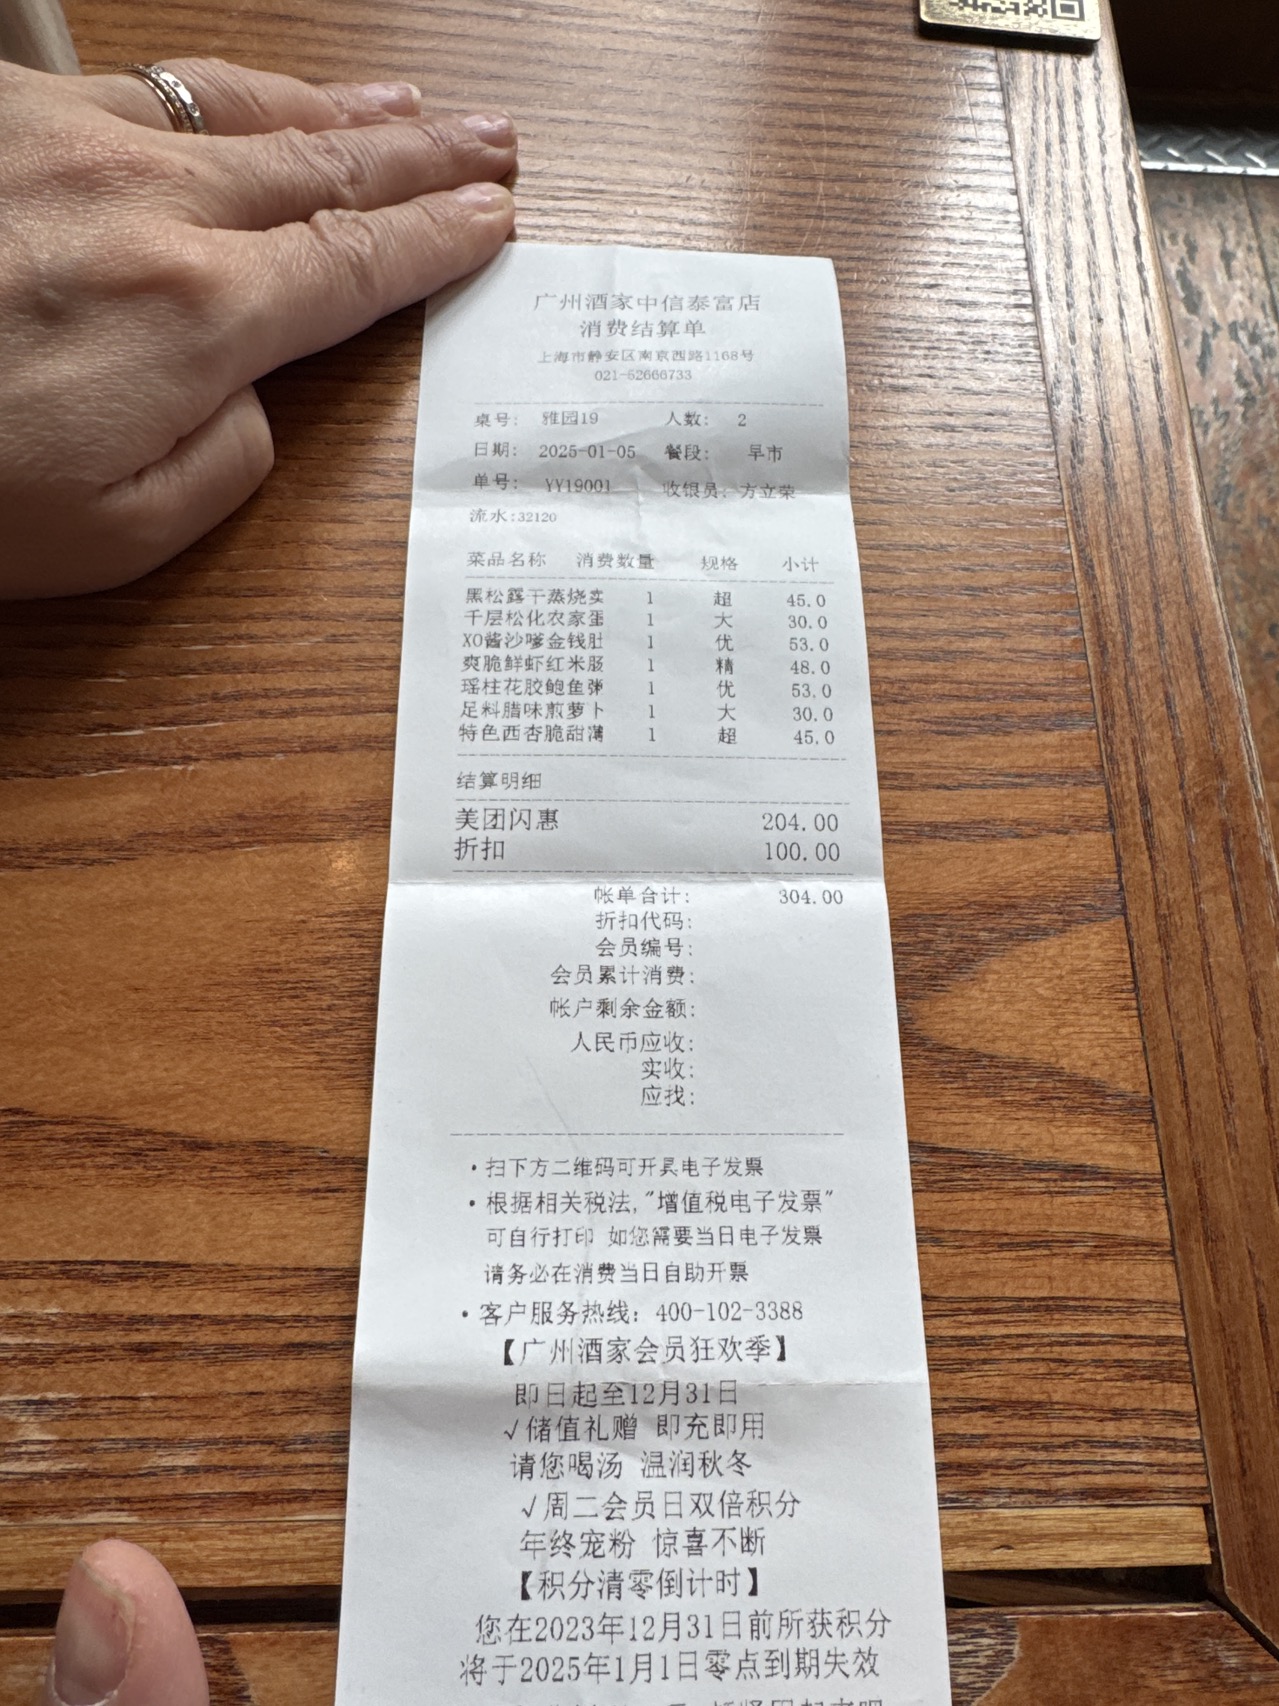 广州酒家中信泰富店
消费结算单
上海市静安区南京西路1168号
021-52666733
桌号: 雅园19 人数: 2
日期: 2025-01-05 餐段: 早市
单号: YY19001 收银员: 方立荣
流水:32120
菜品名称 消费数量 规格 小计
黑松露干蒸烧卖 1 超 45.0
千层松化农家蛋 1 大 30.0
XO酱沙嗲金钱肚 1 优 53.0
爽脆鲜虾红米肠 1 精 48.0
瑶柱花胶鲍鱼粥 1 优 53.0
足料腊味煎萝卜 1 大 30.0
特色西杏脆甜薄 1 超 45.0
结算明细
美团闪惠 204.00
折扣 100.00
帐单合计: 304.00
折扣代码:
会员编号:
会员累计消费:
帐户剩余金额:
人民币应收:
实收:
应找:
·扫下方二维码可开具电子发票
·根据相关税法,"增值税电子发票"
可自行打印 如您需要当日电子发票
请务必在消费当日自助开票
·客户服务热线: 400-102-3388
【广州酒家会员狂欢季】
即日起至12月31日
√储值礼赠 即充即用
请您喝汤 温润秋冬
√周二会员日双倍积分
年终宠粉 惊喜不断
【积分清零倒计时】
您在2023年12月31日前所获积分
将于2025年1月1日零点到期失效